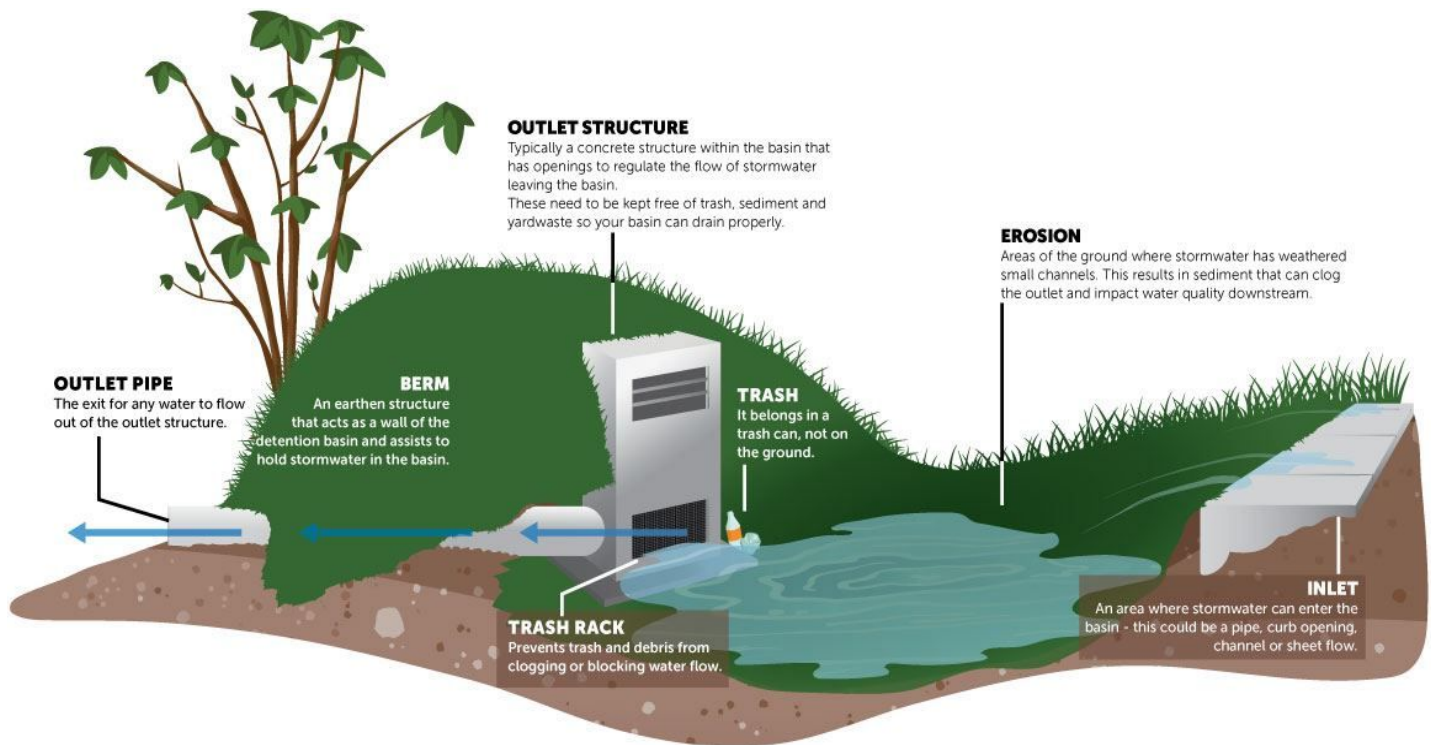 OUTLET STRUCTURE
Typically a concrete structure within the basin that
has openings to regulate the flow of stormwater
leaving the basin.
These need to be kept free of trash, sediment and
yardwaste so your basin can drain properly.
EROSION
Areas of the ground where stormwater has weathered
small channels. This results in sediment that can clog
the outlet and impact water quality downstream.
OUTLET PIPE
The exit for any water to flow
out of the outlet structure.
BERM
An earthen structure
that acts as a wall of the
detention basin and assists to
hold stormwater in the basin.
TRASH
It belongs in a
trash can, not on
the ground.
TRASH RACK
Prevents trash and debris from
clogging or blocking water flow.
INLET
An area where stormwater can enter the
basin - this could be a pipe, curb opening,
channel or sheet flow.